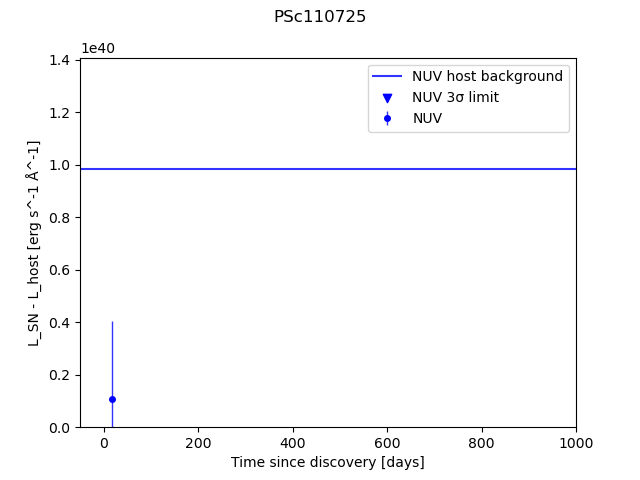 PSc110725
1e40
1.4
1.2
1.0
0.8
0.6
0.4
0.2
0.0
L_SN - L_host [erg s^-1 Å^-1]
NUV host background
NUV 3σ limit
NUV
0 200 400 600 800 1000
Time since discovery [days]